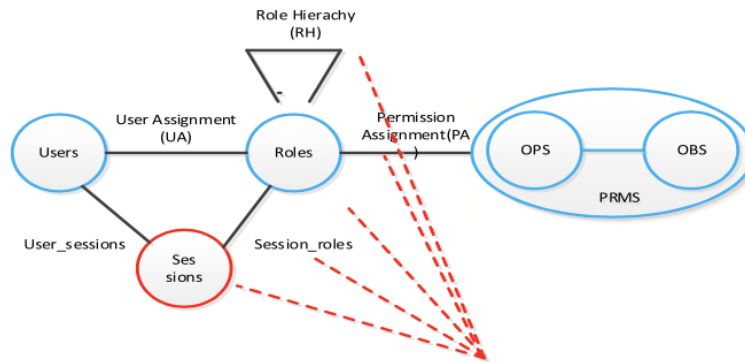 Role Hierachy
(RH)
User Assignment
(UA)
Permission
Assignment(PA
)
Users
Roles
OPS
OBS
PRMS
User_sessions
Ses
sions
Session_roles